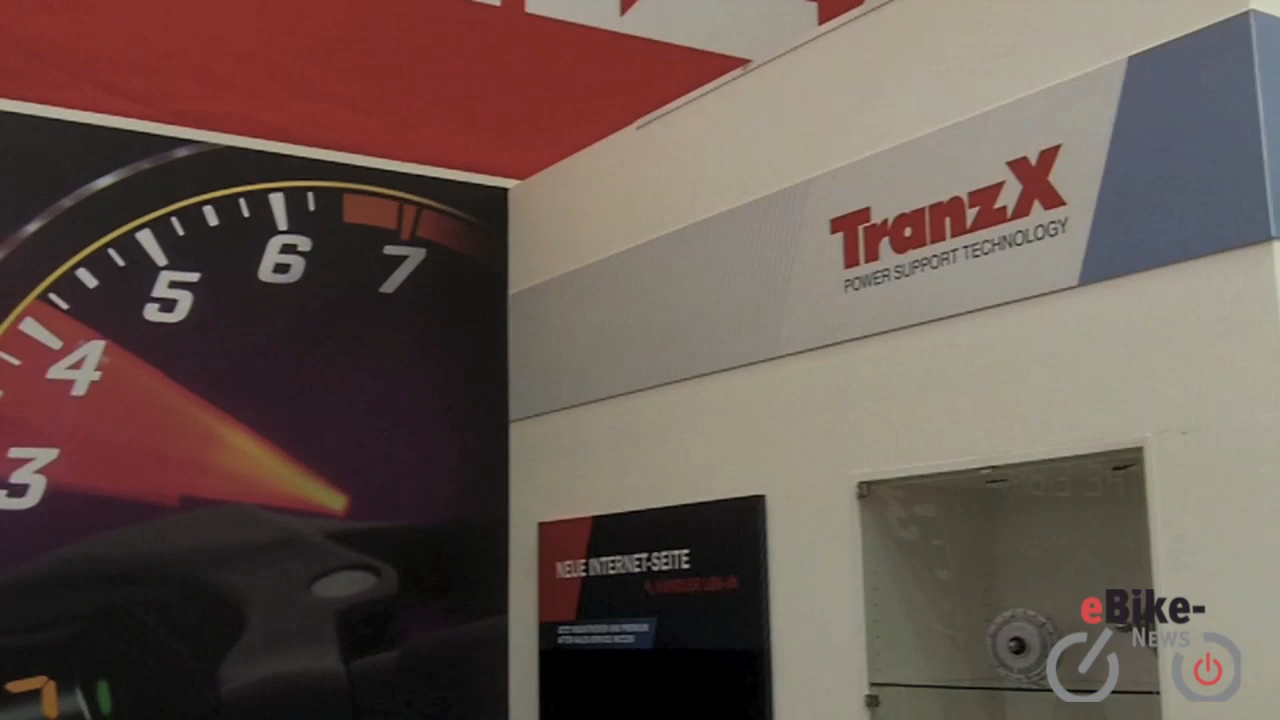 3
4
5
6
7
TranzX
POWER SUPPORT TECHNOLOGY
NEUE INTERNET-SEITE
eBike-
News